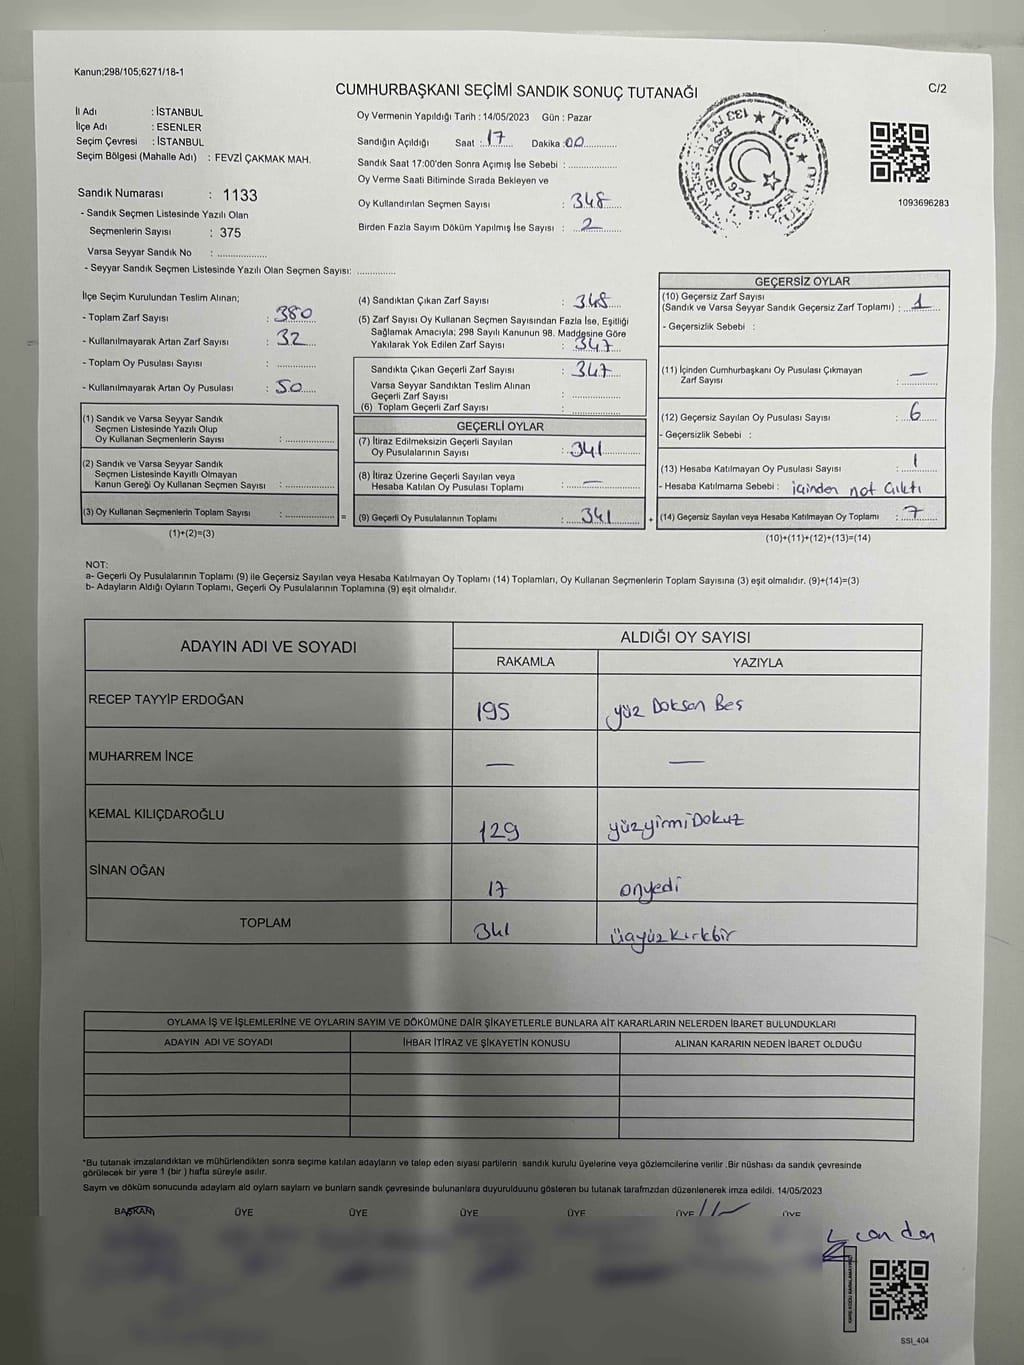 Kanun;298/105;6271/18-1
CUMHURBAŞKANI SEÇİMİ SANDIK SONUÇ TUTANAĞI
C/2
İl Adı : İSTANBUL
İlçe Adı : ESENLER
Seçim Çevresi : İSTANBUL
Seçim Bölgesi (Mahalle Adı) : FEVZİ ÇAKMAK MAH.
Sandık Numarası : 1133
- Sandık Seçmen Listesinde Yazılı Olan
Seçmenlerin Sayısı : 375
Varsa Seyyar Sandık No : ..................
- Seyyar Sandık Seçmen Listesinde Yazılı Olan Seçmen Sayısı: .............
Oy Vermenin Yapıldığı Tarih : 14/05/2023 Gün : Pazar
Sandığın Açıldığı Saat : 17 Dakika : 00
Sandık Saat 17:00'den Sonra Açımış İse Sebebi : ..................
Oy Verme Saati Bitiminde Sırada Bekleyen ve
Oy Kullandırılan Seçmen Sayısı : 348
Birden Fazla Sayım Döküm Yapılmış İse Sayısı : 2
T.C.
1923
1093696283
İlçe Seçim Kurulundan Teslim Alınan;
- Toplam Zarf Sayısı : 380
- Kullanılmayarak Artan Zarf Sayısı : 32
- Toplam Oy Pusulası Sayısı : .............
- Kullanılmayarak Artan Oy Pusulası : 50
(1) Sandık ve Varsa Seyyar Sandık
Seçmen Listesinde Yazılı Olup
Oy Kullanan Seçmenlerin Sayısı : .............
(2) Sandık ve Varsa Seyyar Sandık
Seçmen Listesinde Kayıtlı Olmayan
Kanun Gereği Oy Kullanan Seçmen Sayısı : .............
(3) Oy Kullanan Seçmenlerin Toplam Sayısı : ............. =
(1)+(2)=(3)
(4) Sandıktan Çıkan Zarf Sayısı : 348
(5) Zarf Sayısı Oy Kullanan Seçmen Sayısından Fazla İse, Eşitliği
Sağlamak Amacıyla; 298 Sayılı Kanunun 98. Maddesine Göre
Yakılarak Yok Edilen Zarf Sayısı : 347
Sandıkta Çıkan Geçerli Zarf Sayısı : 347
Varsa Seyyar Sandıktan Teslim Alınan
Geçerli Zarf Sayısı : .............
(6) Toplam Geçerli Zarf Sayısı : .............
GEÇERLİ OYLAR
(7) İtiraz Edilmeksizin Geçerli Sayılan
Oy Pusulalarının Sayısı : 341
(8) İtiraz Üzerine Geçerli Sayılan veya
Hesaba Katılan Oy Pusulası Toplamı : —
(9) Geçerli Oy Pusulalarının Toplamı : 341 +
GEÇERSİZ OYLAR
(10) Geçersiz Zarf Sayısı
(Sandık ve Varsa Seyyar Sandık Geçersiz Zarf Toplamı) : 1
- Geçersizlik Sebebi :
(11) İçinden Cumhurbaşkanı Oy Pusulası Çıkmayan
Zarf Sayısı : —
(12) Geçersiz Sayılan Oy Pusulası Sayısı : 6
- Geçersizlik Sebebi :
(13) Hesaba Katılmayan Oy Pusulası Sayısı : 1
- Hesaba Katılmama Sebebi : içinden not Çıktı
(14) Geçersiz Sayılan veya Hesaba Katılmayan Oy Toplamı : 7
(10)+(11)+(12)+(13)=(14)
NOT:
a- Geçerli Oy Pusulalarının Toplamı (9) ile Geçersiz Sayılan veya Hesaba Katılmayan Oy Toplamı (14) Toplamları, Oy Kullanan Seçmenlerin Toplam Sayısına (3) eşit olmalıdır. (9)+(14)=(3)
b- Adayların Aldığı Oyların Toplamı, Geçerli Oy Pusulalarının Toplamına (9) eşit olmalıdır.
ADAYIN ADI VE SOYADI
ALDIĞI OY SAYISI
RAKAMLA YAZIYLA
RECEP TAYYİP ERDOĞAN 195 yüz Doksan Beş
MUHARREM İNCE — —
KEMAL KILIÇDAROĞLU 129 yüzyirmiDokuz
SİNAN OĞAN 17 onyedi
TOPLAM 341 üçyüzkırkbir
OYLAMA İŞ VE İŞLEMLERİNE VE OYLARIN SAYIM VE DÖKÜMÜNE DAİR ŞİKAYETLERLE BUNLARA AİT KARARLARIN NELERDEN İBARET BULUNDUKLARI
ADAYIN ADI VE SOYADI İHBAR İTİRAZ VE ŞİKAYETİN KONUSU ALINAN KARARIN NEDEN İBARET OLDUĞU
*Bu tutanak imzalandıktan ve mühürlendikten sonra seçime katılan adayların ve talep eden siyasi partilerin sandık kurulu üyelerine veya gözlemcilerine verilir .Bir nüshası da sandık çevresinde
görülecek bir yere 1 (bir ) hafta süreyle asılır.
Saym ve döküm sonucunda adaylarn ald oylarn saylarn ve bunlarn sandk çevresinde bulunanlara duyurulduunu gösteren bu tutanak tarafmzdan düzenlenerek imza edildi. 14/05/2023
BAŞKAN ÜYE ÜYE ÜYE ÜYE ÜYE ÜYE
SSI_404